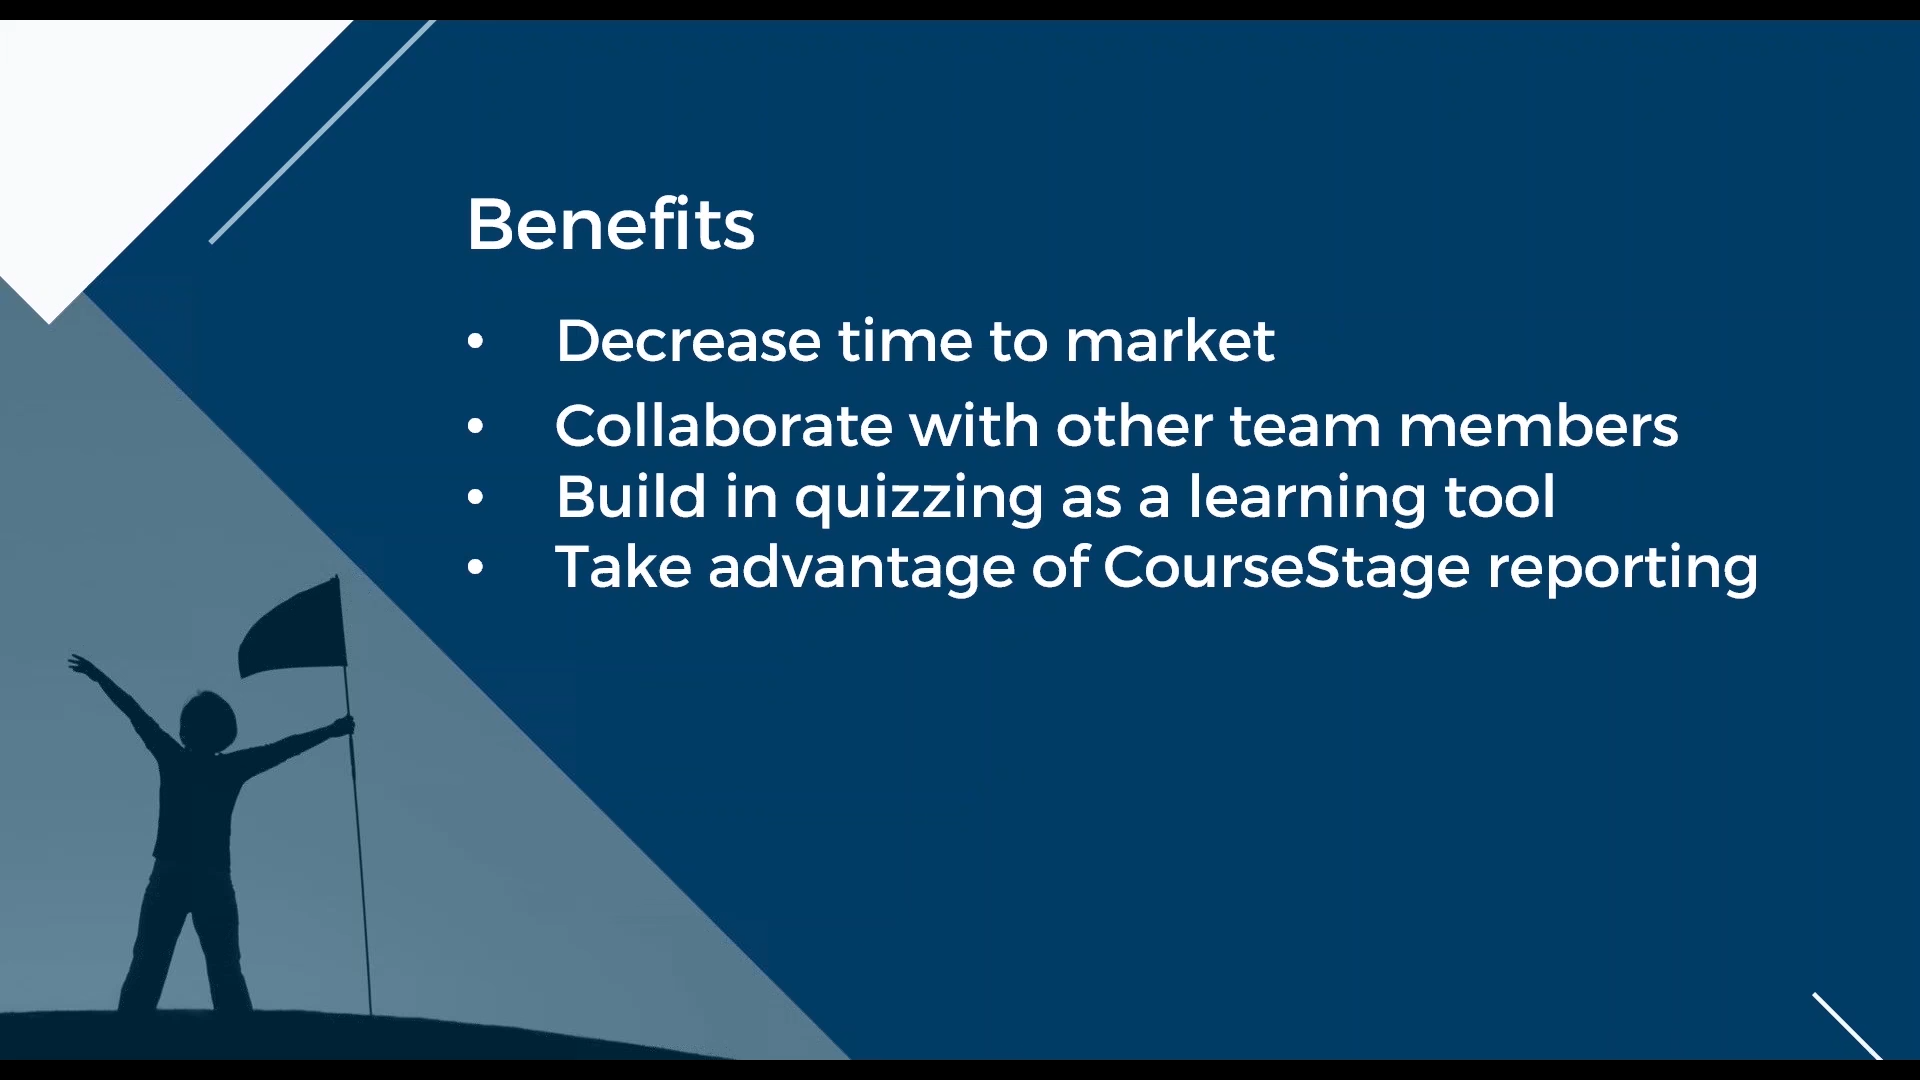 Benefits
• Decrease time to market
• Collaborate with other team members
• Build in quizzing as a learning tool
• Take advantage of CourseStage reporting